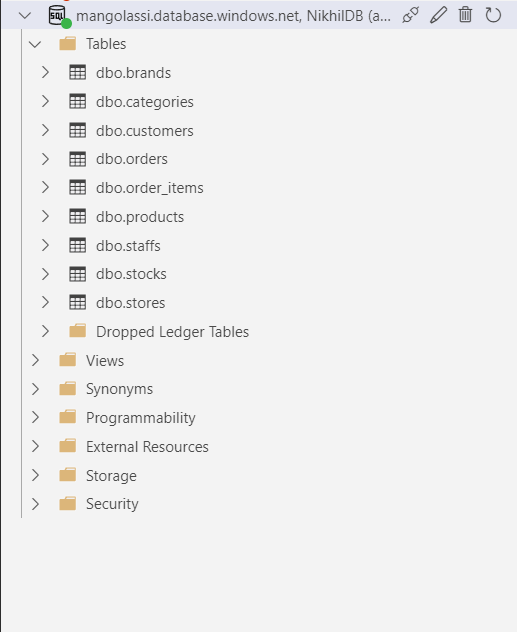 SQL mangolassi.database.windows.net, NikhilDB (a...
Tables
dbo.brands
dbo.categories
dbo.customers
dbo.orders
dbo.order_items
dbo.products
dbo.staffs
dbo.stocks
dbo.stores
Dropped Ledger Tables
Views
Synonyms
Programmability
External Resources
Storage
Security